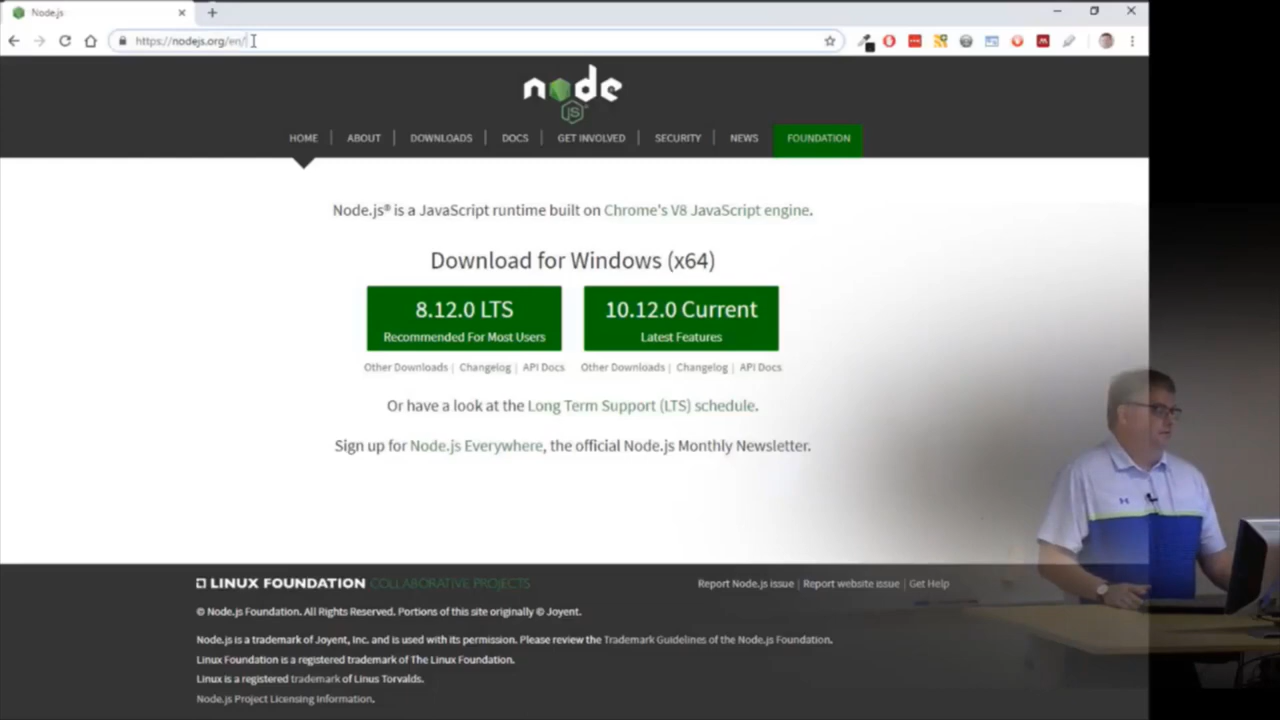 Node.js
https://nodejs.org/en/
node
JS
HOME | ABOUT | DOWNLOADS | DOCS | GET INVOLVED | SECURITY | NEWS FOUNDATION
Node.js® is a JavaScript runtime built on Chrome's V8 JavaScript engine.
Download for Windows (x64)
8.12.0 LTS
Recommended For Most Users
10.12.0 Current
Latest Features
Other Downloads | Changelog | API Docs
Other Downloads | Changelog | API Docs
Or have a look at the Long Term Support (LTS) schedule.
Sign up for Node.js Everywhere, the official Node.js Monthly Newsletter.
LINUX FOUNDATION COLLABORATIVE PROJECTS
Report Node.js issue | Report website issue | Get Help
© Node.js Foundation. All Rights Reserved. Portions of this site originally © Joyent.
Node.js is a trademark of Joyent, Inc. and is used with its permission. Please review the Trademark Guidelines of the Node.js Foundation.
Linux Foundation is a registered trademark of The Linux Foundation.
Linux is a registered trademark of Linus Torvalds.
Node.js Project Licensing Information.